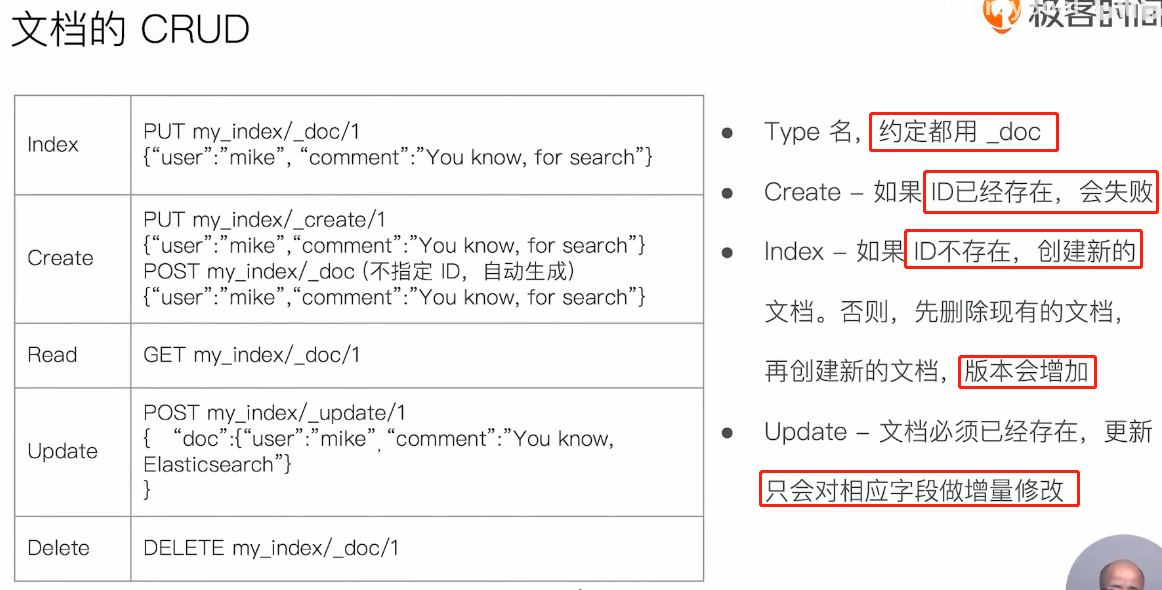 文档的 CRUD
极客时间
Index
PUT my_index/_doc/1
{“user”:”mike”, “comment”:”You know, for search”}
Create
PUT my_index/_create/1
{“user”:”mike”,“comment”:”You know, for search”}
POST my_index/_doc (不指定 ID，自动生成)
{“user”:”mike”,“comment”:”You know, for search”}
Read
GET my_index/_doc/1
Update
POST my_index/_update/1
{ “doc”:{“user”:”mike”,“comment”:”You know,
Elasticsearch”}
}
Delete
DELETE my_index/_doc/1
● Type 名，约定都用 _doc
● Create – 如果 ID已经存在，会失败
● Index – 如果 ID不存在，创建新的
文档。否则，先删除现有的文档，
再创建新的文档，版本会增加
● Update – 文档必须已经存在，更新
只会对相应字段做增量修改